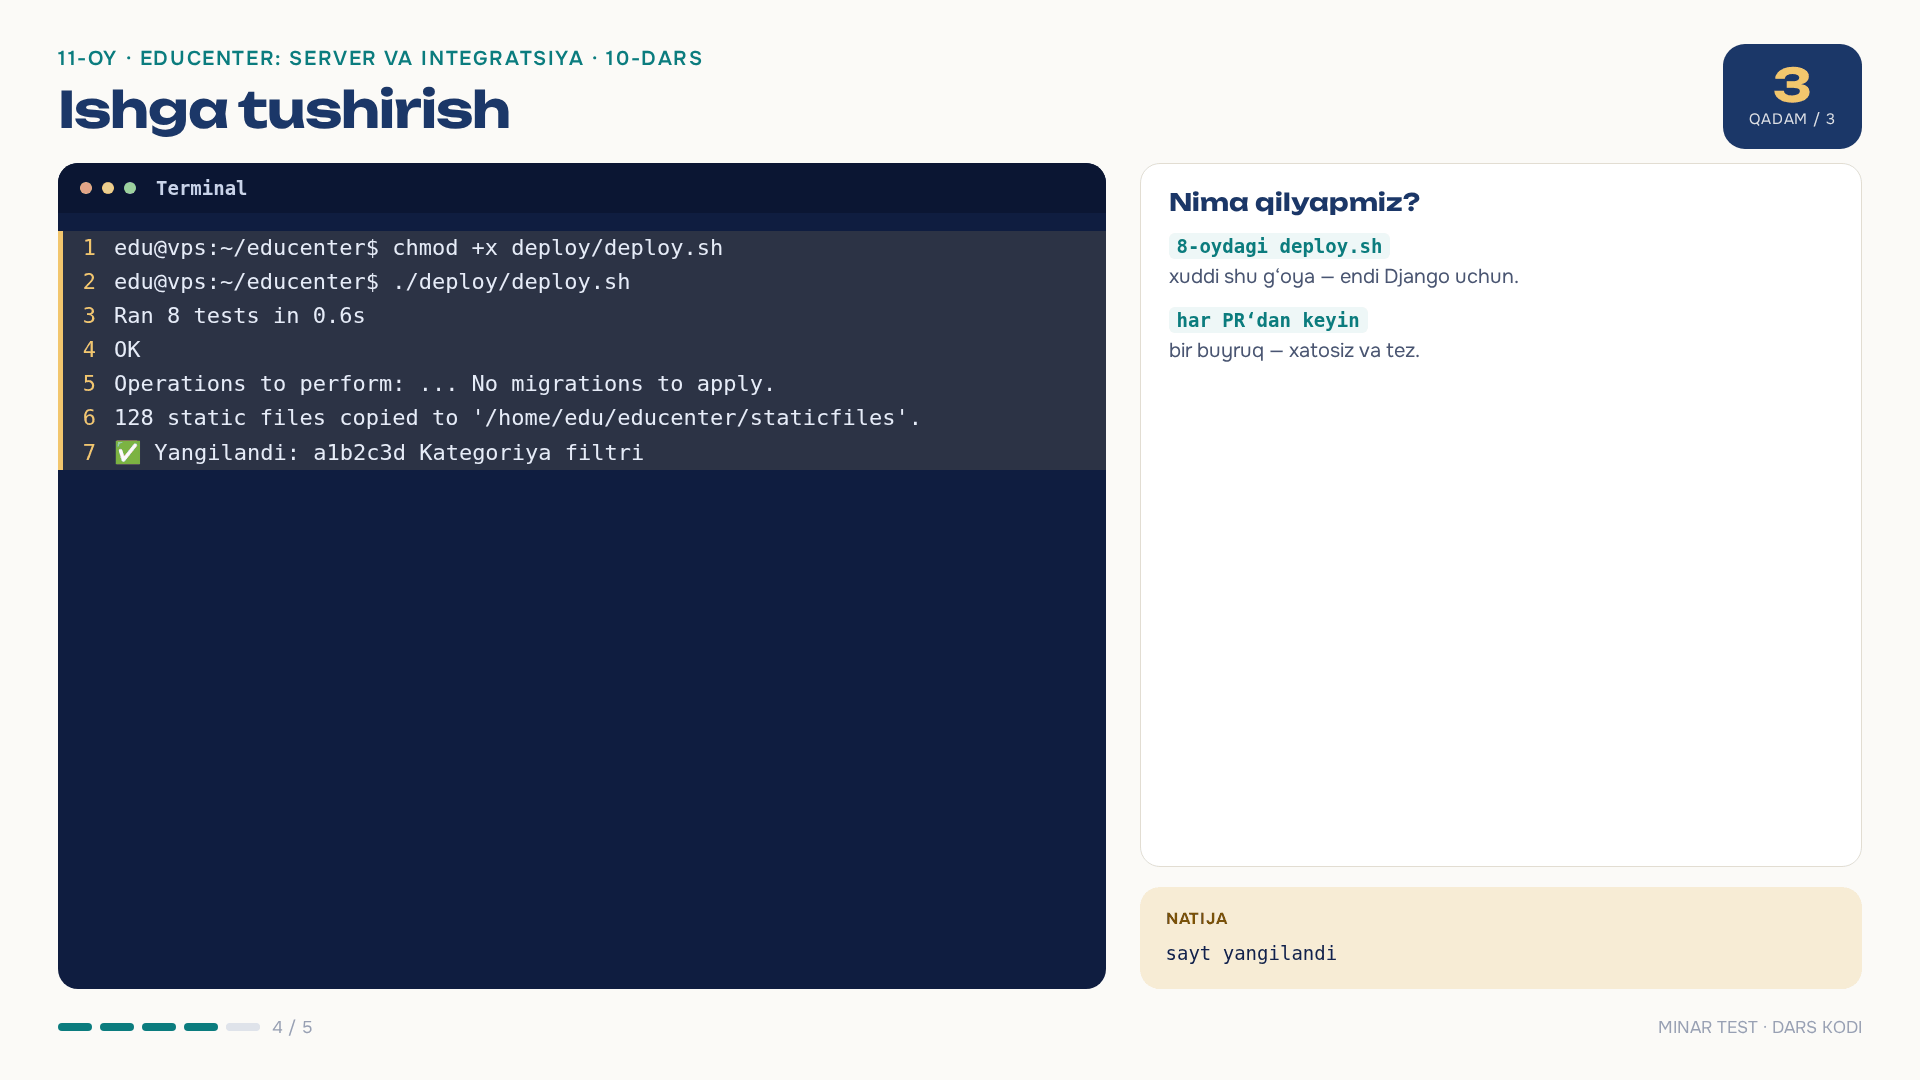 11-OY · EDUCENTER: SERVER VA INTEGRATSIYA · 10-DARS
Ishga tushirish
3
QADAM / 3
Terminal
1 edu@vps:~/educenter$ chmod +x deploy/deploy.sh
2 edu@vps:~/educenter$ ./deploy/deploy.sh
3 Ran 8 tests in 0.6s
4 OK
5 Operations to perform: ... No migrations to apply.
6 128 static files copied to '/home/edu/educenter/staticfiles'.
7 ✅ Yangilandi: a1b2c3d Kategoriya filtri
Nima qilyapmiz?
8-oydagi deploy.sh
xuddi shu gʻoya — endi Django uchun.
har PRʻdan keyin
bir buyruq — xatosiz va tez.
NATIJA
sayt yangilandi
4 / 5
MINAR TEST · DARS KODI